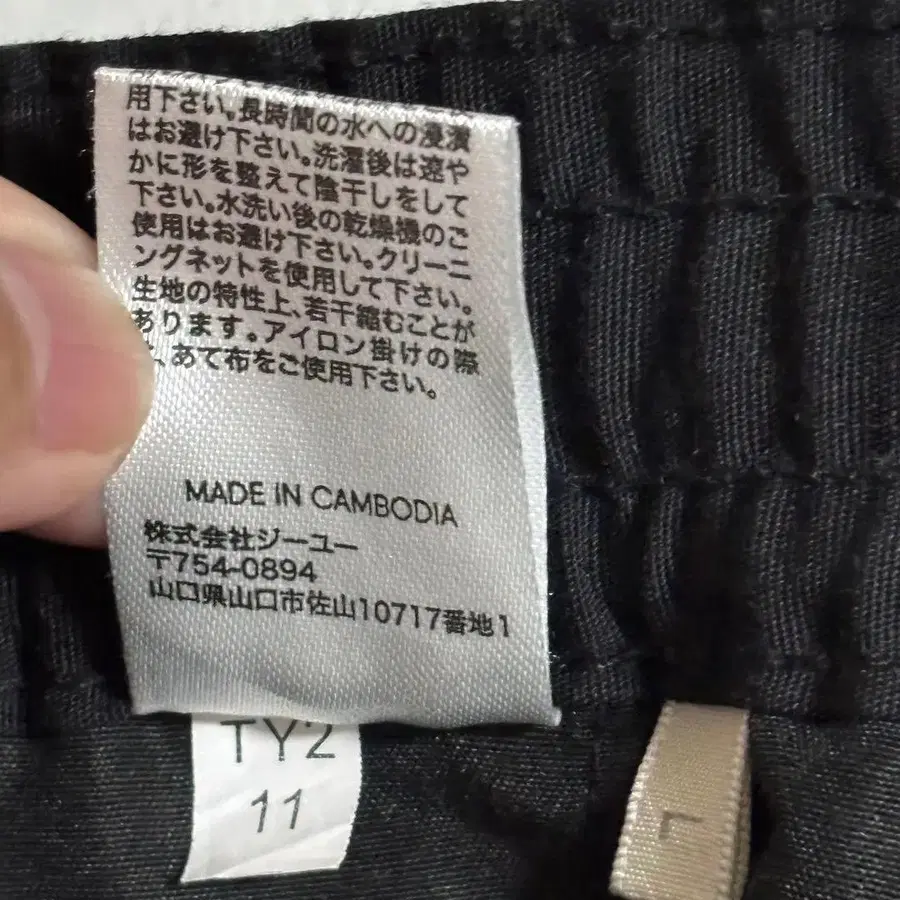 用下さい。長時間の水への浸漬
はお避け下さい。洗濯後は速や
かに形を整えて陰干しをして
下さい。水洗い後の乾燥機のご
使用はお避け下さい。クリーニ
ングネットを使用して下さい。
生地の特性上、若干縮むことが
あります。アイロン掛けの際
、あて布をご使用下さい。
MADE IN CAMBODIA
株式会社ジーユー
〒754-0894
山口県山口市佐山10717番地1
TY2
11
L